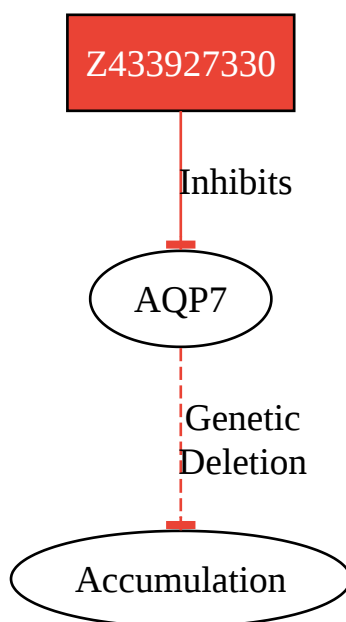 Z433927330
Inhibits
AQP7
Genetic
Deletion
Accumulation